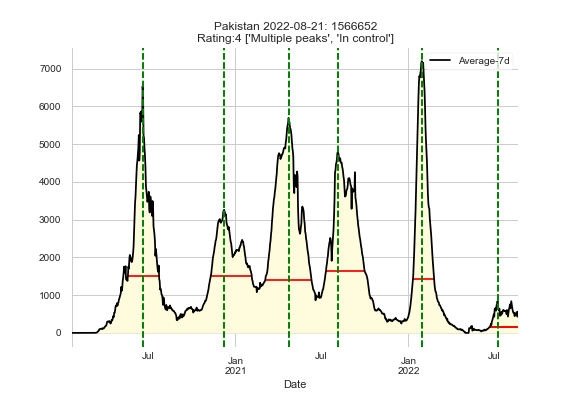 Pakistan 2022-08-21: 1566652
Rating:4 ['Multiple peaks', 'In control']
Average-7d
7000
6000
5000
4000
3000
2000
1000
0
Jul
Jan
2021
Jul
Jan
2022
Jul
Date